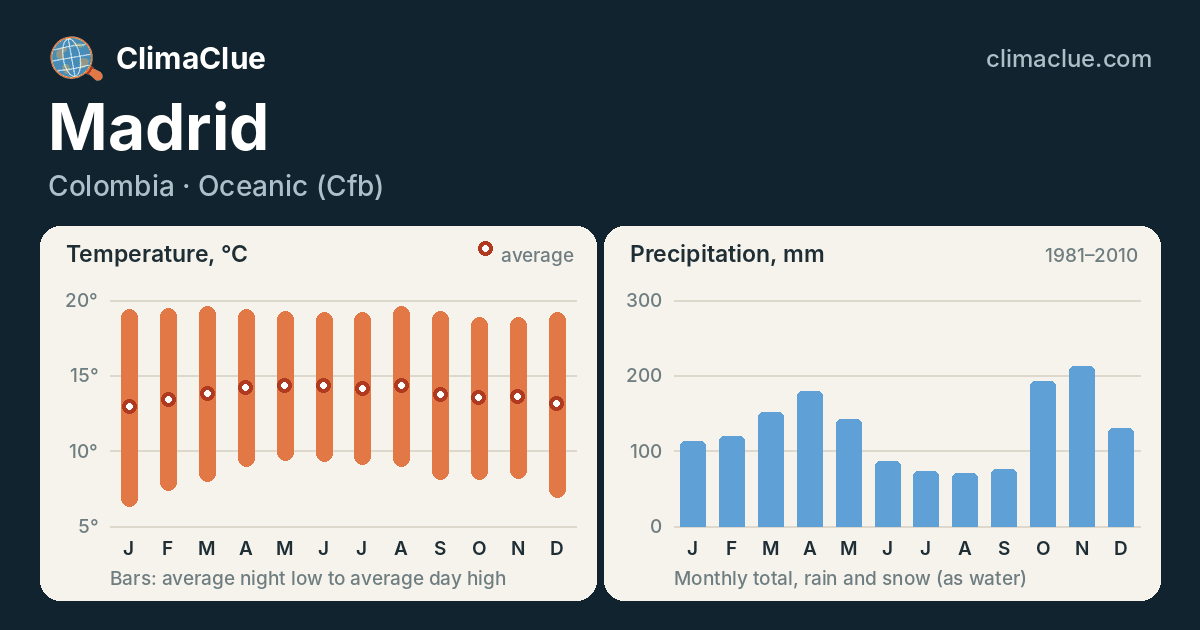 ClimaClue
climaclue.com
Madrid
Colombia · Oceanic (Cfb)
Temperature, °C
average
20°
15°
10°
5°
J F M A M J J A S O N D
Bars: average night low to average day high
Precipitation, mm
1981–2010
300
200
100
0
J F M A M J J A S O N D
Monthly total, rain and snow (as water)